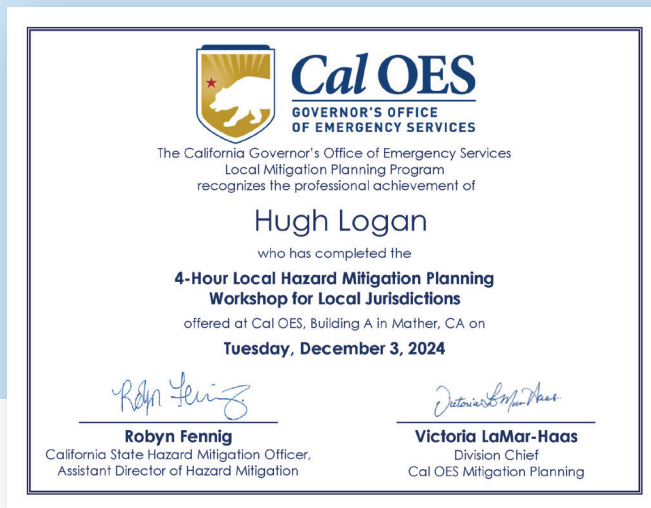 Cal OES
GOVERNOR'S OFFICE
OF EMERGENCY SERVICES
The California Governor's Office of Emergency Services
Local Mitigation Planning Program
recognizes the professional achievement of
Hugh Logan
who has completed the
4-Hour Local Hazard Mitigation Planning
Workshop for Local Jurisdictions
offered at Cal OES, Building A in Mather, CA on
Tuesday, December 3, 2024
Robyn Fennig
California State Hazard Mitigation Officer,
Assistant Director of Hazard Mitigation
Victoria LaMar-Haas
Division Chief
Cal OES Mitigation Planning